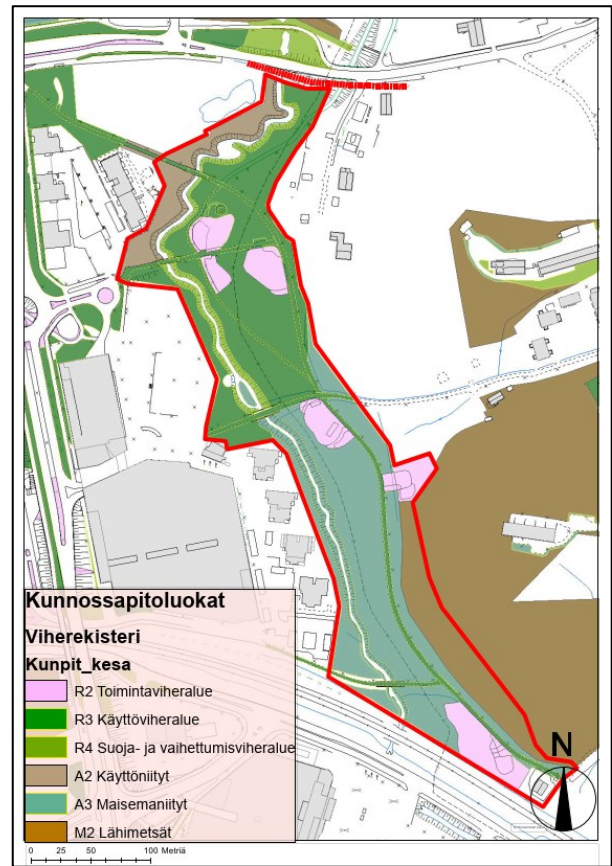 Kunnossapitoluokat
Viherekisteri
Kunpit_kesa
R2 Toimintaviheralue
R3 Käyttöviheralue
R4 Suoja- ja vaihettumisviheralue
A2 Käyttöniityt
A3 Maisemaniityt
M2 Lähimetsät
0 25 50 100 Metriä
N